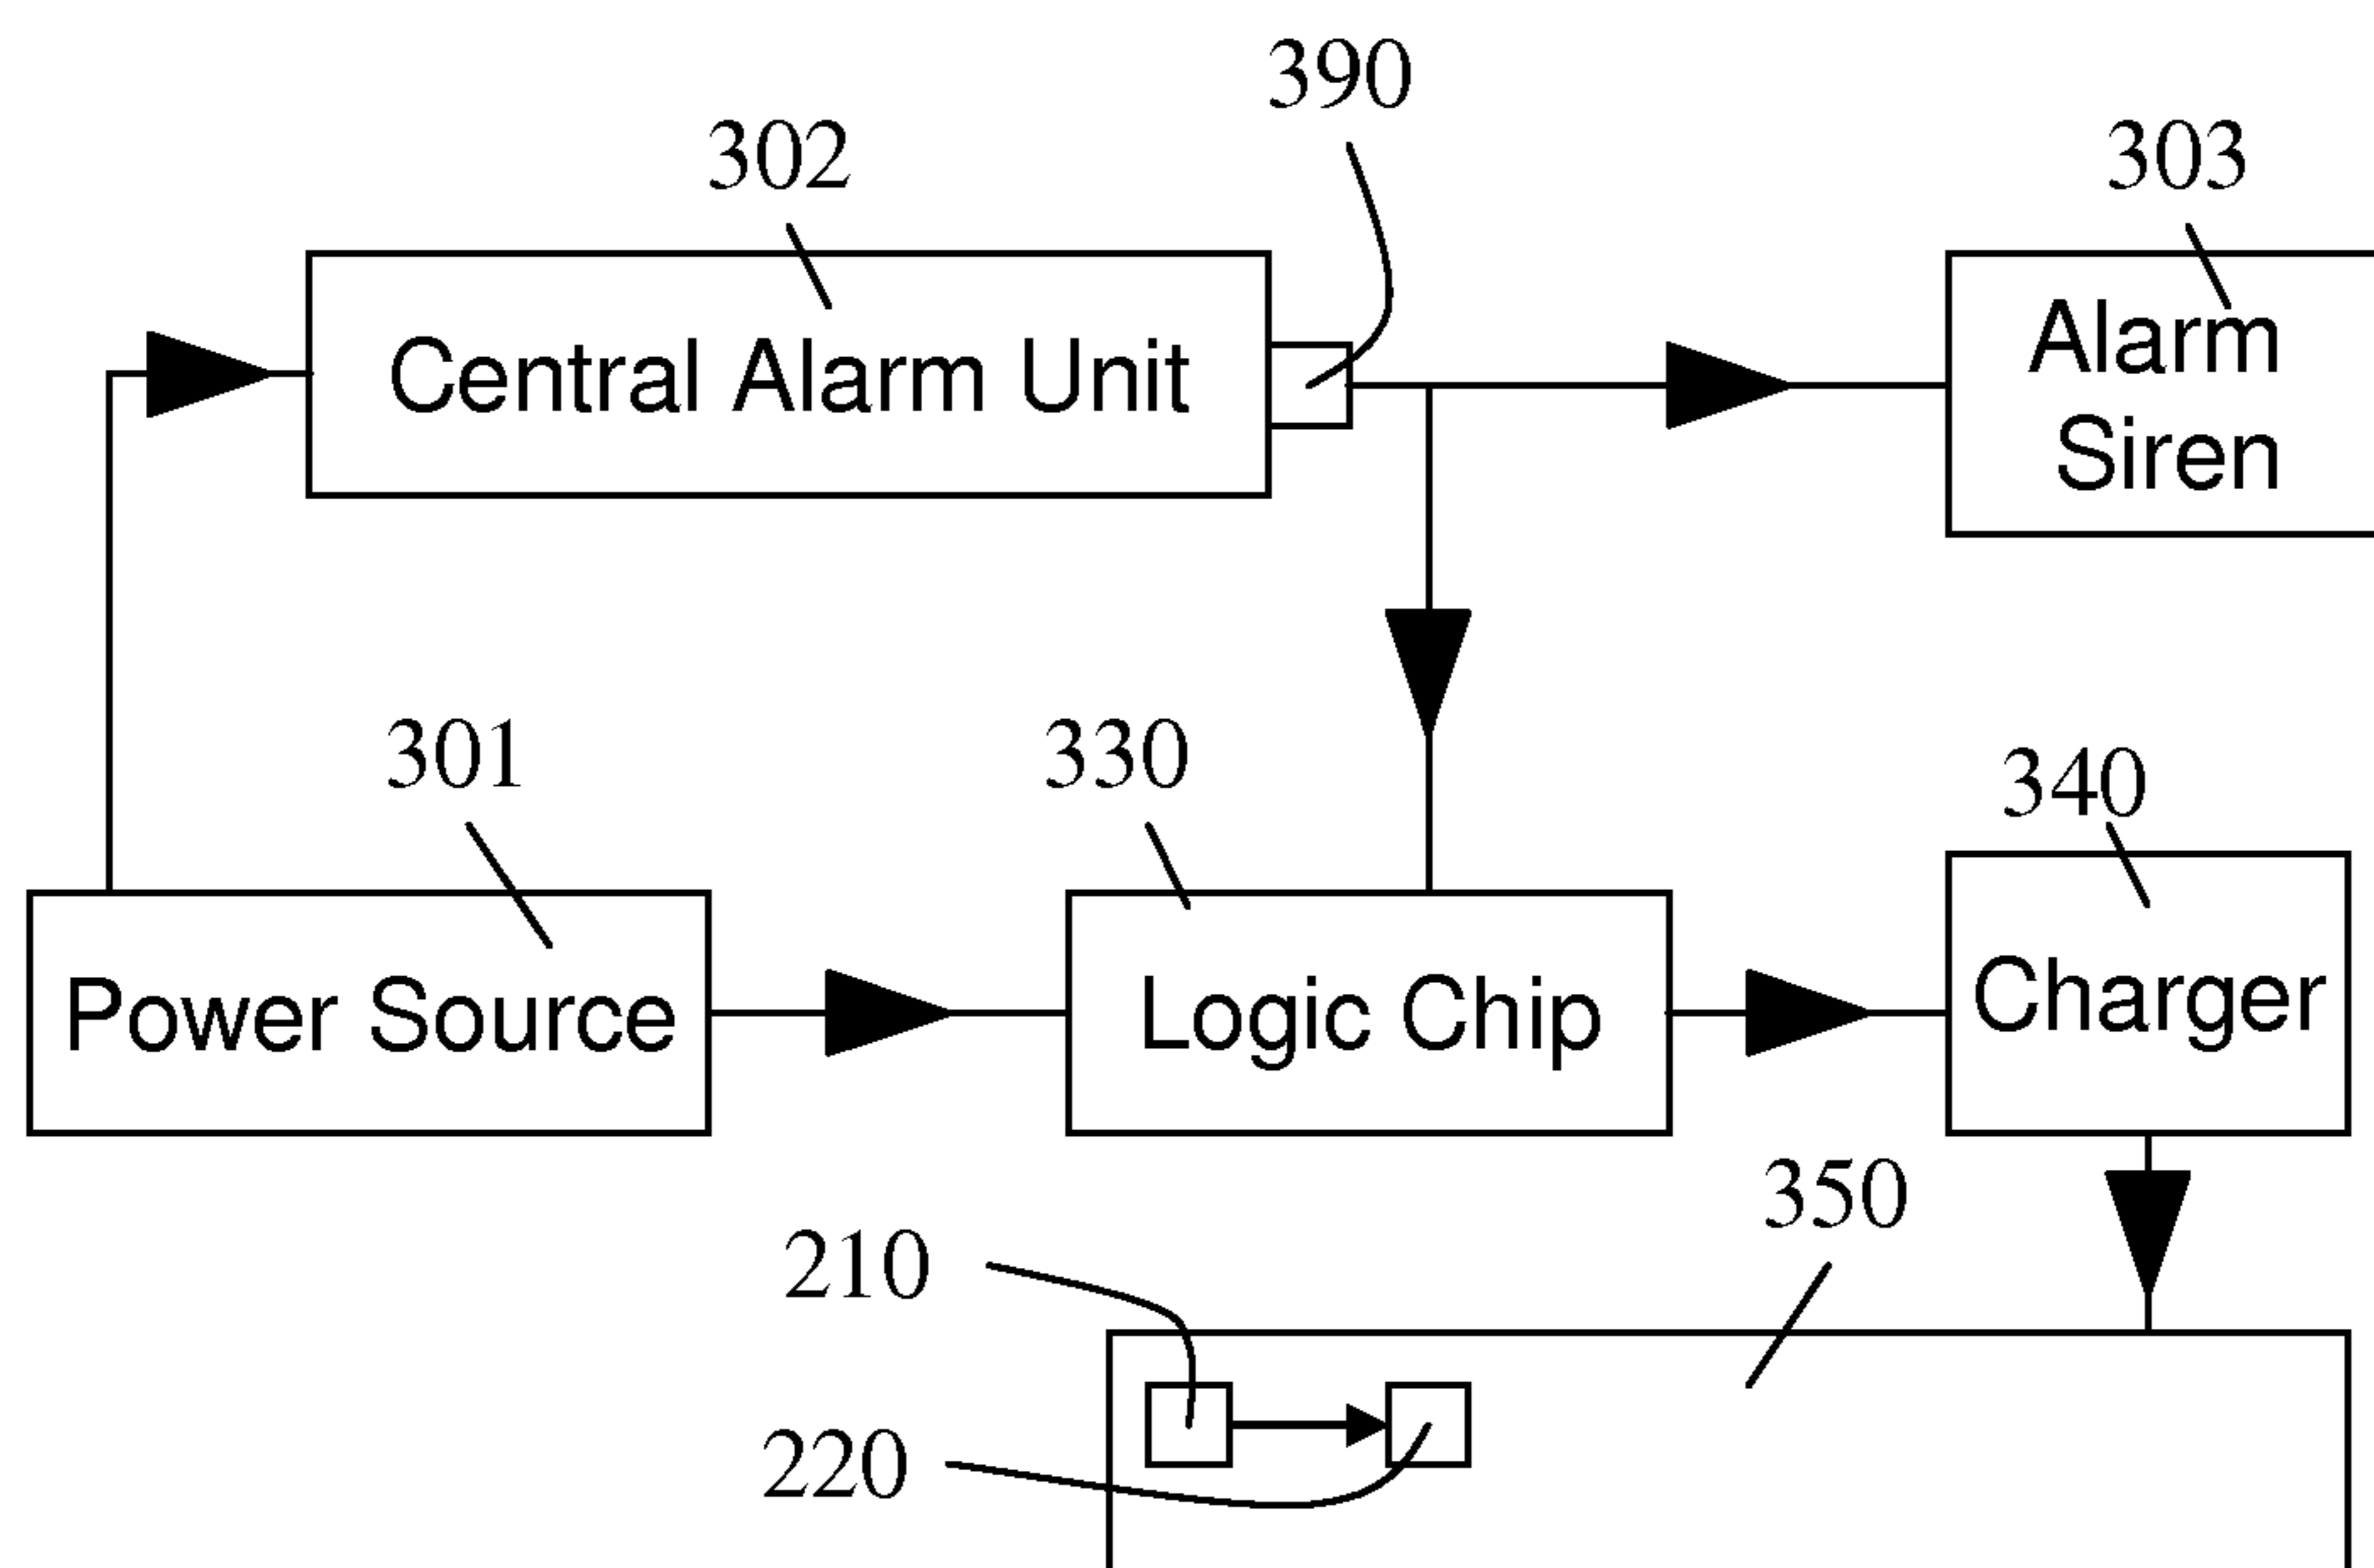 390
302
303
Central Alarm Unit
Alarm
Siren
301
330
340
Power Source
Logic Chip
Charger
350
210
220